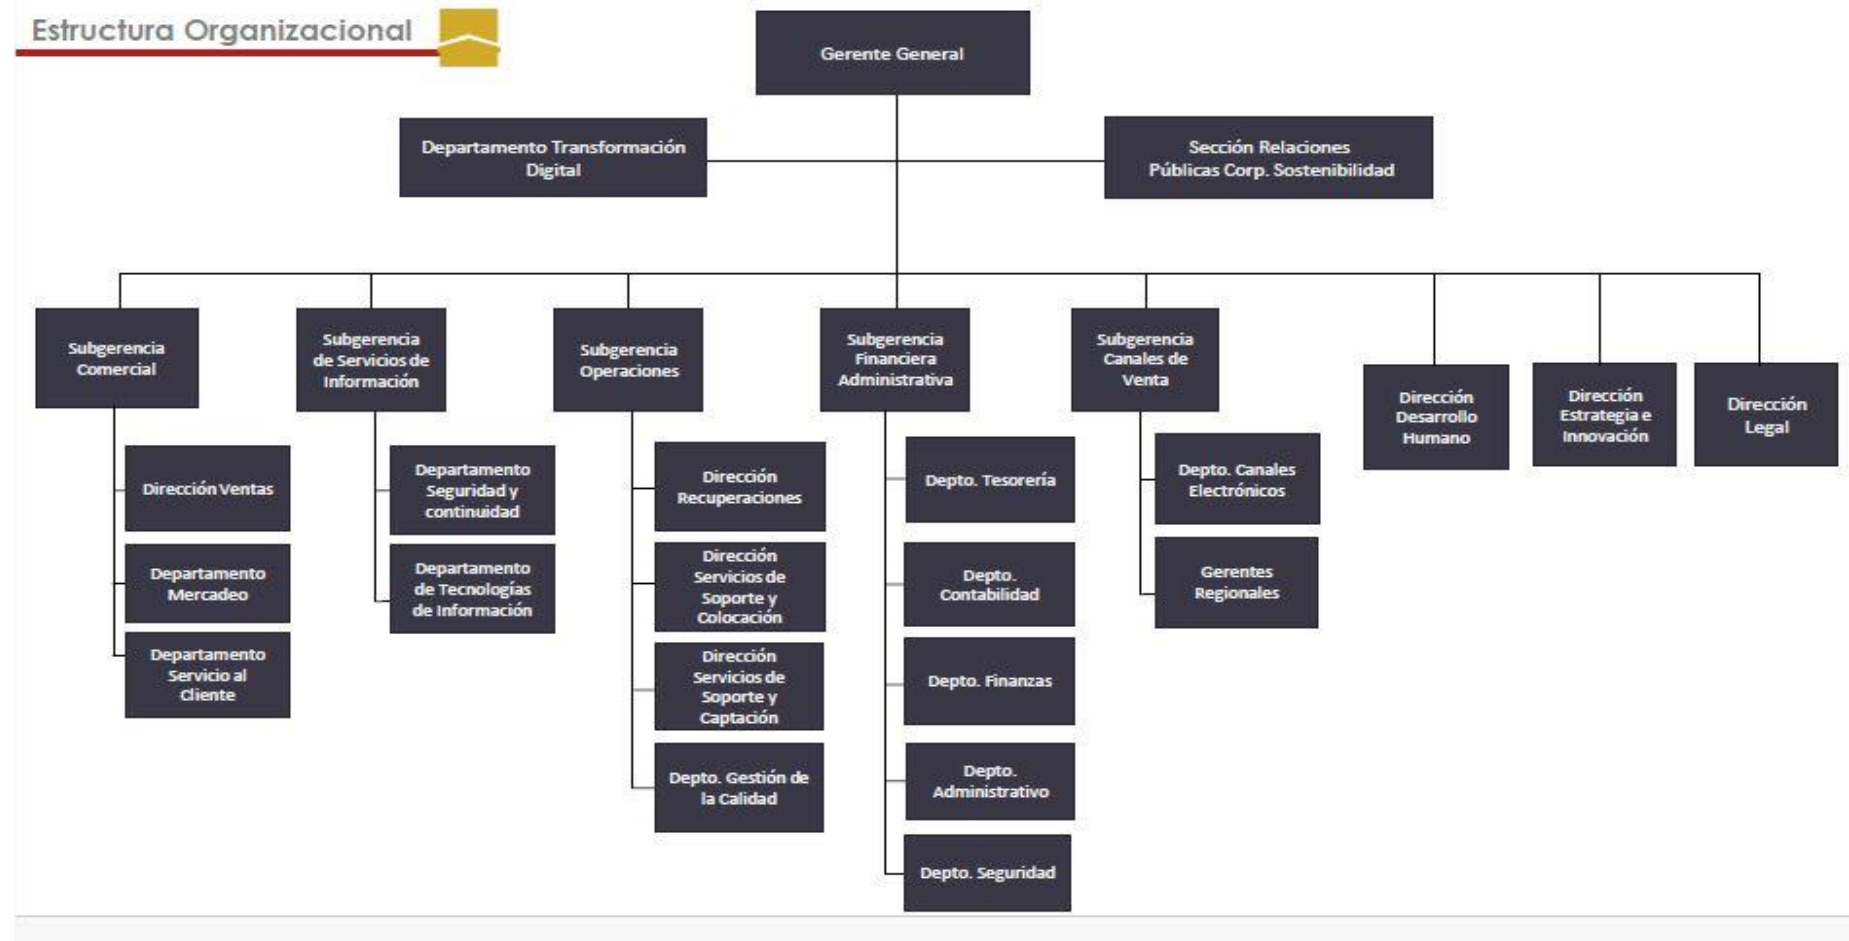 Estructura Organizacional
Gerente General
Departamento Transformación
Digital
Sección Relaciones
Públicas Corp. Sostenibilidad
Subgerencia
Comercial
Dirección Ventas
Departamento
Mercadeo
Departamento
Servicio al
Cliente
Subgerencia
de Servicios de
Información
Departamento
Seguridad y
continuidad
Departamento
de Tecnologías
de Información
Subgerencia
Operaciones
Dirección
Recuperaciones
Dirección
Servicios de
Soporte y
Colocación
Dirección
Servicios de
Soporte y
Captación
Depto. Gestión de
la Calidad
Subgerencia
Financiera
Administrativa
Depto. Tesorería
Depto.
Contabilidad
Depto. Finanzas
Depto.
Administrativo
Depto. Seguridad
Subgerencia
Canales de
Venta
Depto. Canales
Electrónicos
Gerentes
Regionales
Dirección
Desarrollo
Humano
Dirección
Estrategia e
Innovación
Dirección
Legal